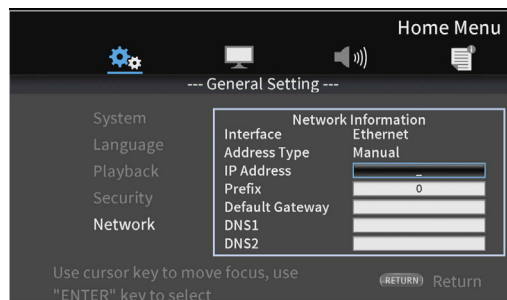 Home Menu
--- General Setting ---
System
Language
Playback
Security
Network
Network Information
Interface Ethernet
Address Type Manual
IP Address _
Prefix 0
Default Gateway
DNS1
DNS2
Use cursor key to move focus, use
"ENTER" key to select
RETURN Return